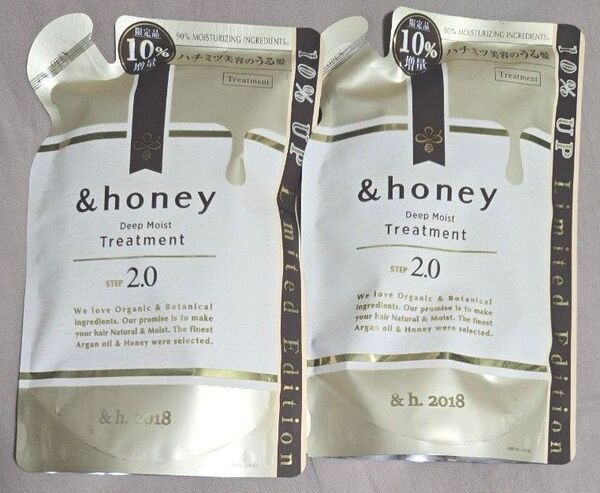 限定品
10%
増量
90% MOISTURIZING INGREDIENTS
ハチミツ美容のうる髪
Treatment
10% UP Limited Edition
&honey
Deep Moist
Treatment
STEP 2.0
We love Organic & Botanical
ingredients. Our promise is to make
your hair Natural & Moist. The finest
Argan oil & Honey were selected.
&h. 2018
限定品
10%
増量
90% MOISTURIZING INGREDIENTS
ハチミツ美容のうる髪
Treatment
10% UP Limited Edition
&honey
Deep Moist
Treatment
STEP 2.0
We love Organic & Botanical
ingredients. Our promise is to make
your hair Natural & Moist. The finest
Argan oil & Honey were selected.
&h. 2018